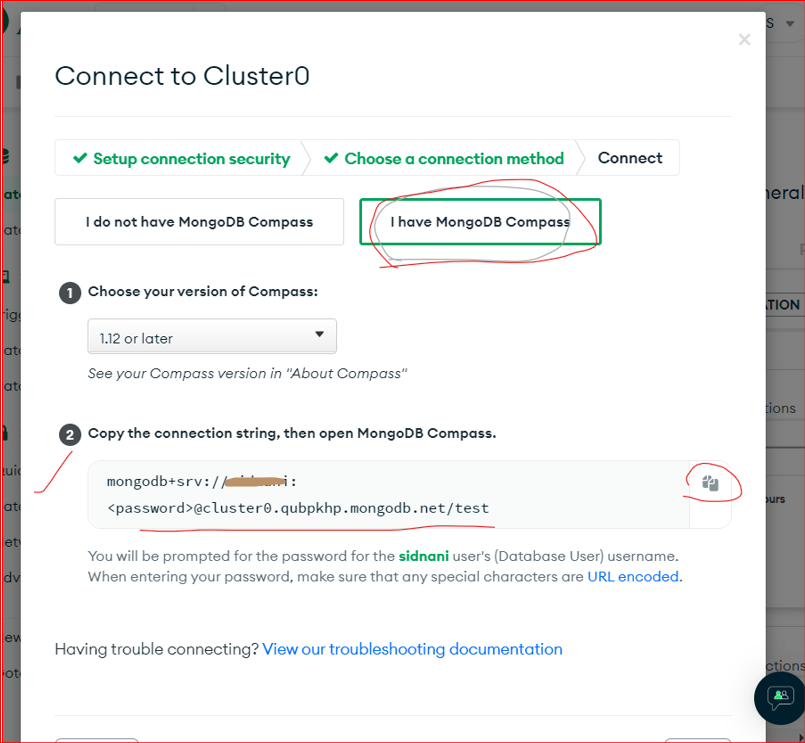 Connect to Cluster0
Setup connection security
Choose a connection method
Connect
I do not have MongoDB Compass
I have MongoDB Compass
1
Choose your version of Compass:
1.12 or later
See your Compass version in "About Compass"
2
Copy the connection string, then open MongoDB Compass.
mongodb+srv://:
<password>@cluster0.qubpkhp.mongodb.net/test
You will be prompted for the password for the sidnani user's (Database User) username.
When entering your password, make sure that any special characters are URL encoded.
Having trouble connecting? View our troubleshooting documentation